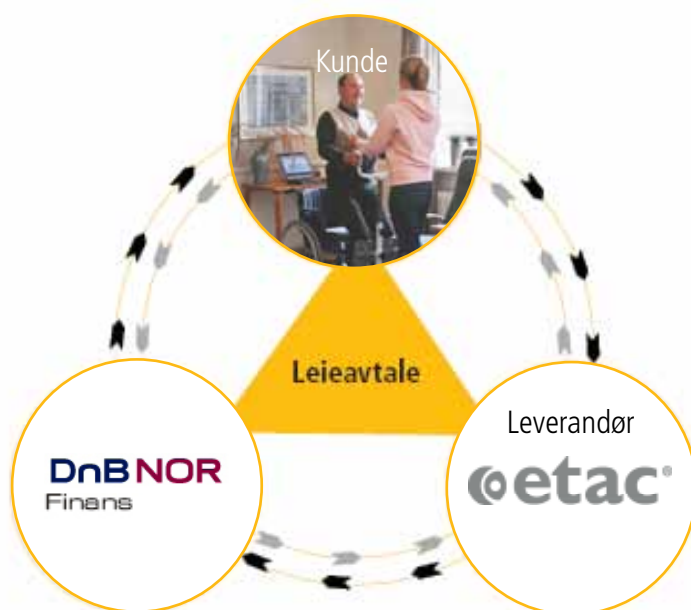 Kunde
Leieavtale
DnB NOR
Finans
Leverandør
etac®